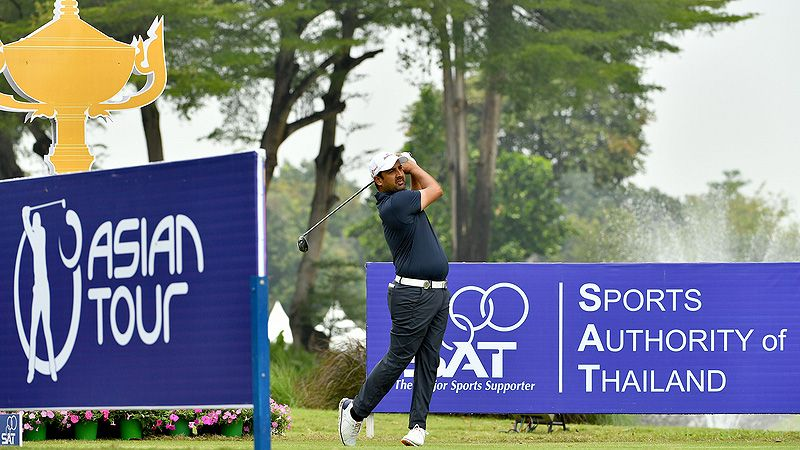 ASIAN
TOUR
SAT
The Major Sports Supporter
SPORTS
AUTHORITY of
THAILAND
SAT